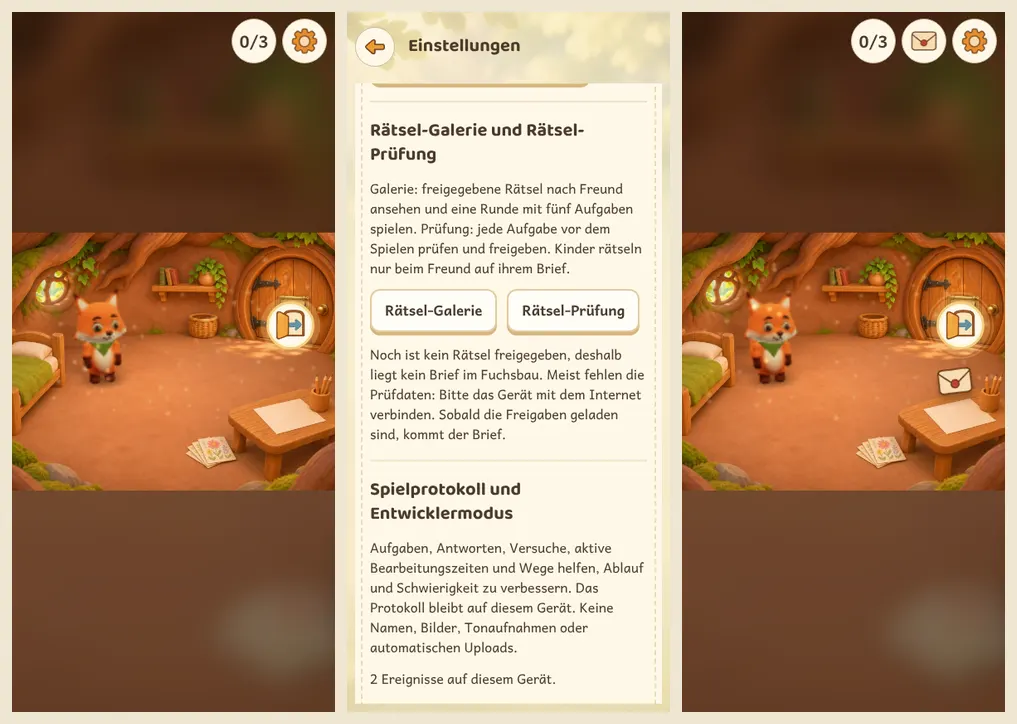 0/3
Einstellungen
Rätsel-Galerie und Rätsel-
Prüfung
Galerie: freigegebene Rätsel nach Freund
ansehen und eine Runde mit fünf Aufgaben
spielen. Prüfung: jede Aufgabe vor dem
Spielen prüfen und freigeben. Kinder rätseln
nur beim Freund auf ihrem Brief.
Rätsel-Galerie
Rätsel-Prüfung
Noch ist kein Rätsel freigegeben, deshalb
liegt kein Brief im Fuchsbau. Meist fehlen die
Prüfdaten: Bitte das Gerät mit dem Internet
verbinden. Sobald die Freigaben geladen
sind, kommt der Brief.
Spielprotokoll und
Entwicklermodus
Aufgaben, Antworten, Versuche, aktive
Bearbeitungszeiten und Wege helfen, Ablauf
und Schwierigkeit zu verbessern. Das
Protokoll bleibt auf diesem Gerät. Keine
Namen, Bilder, Tonaufnahmen oder
automatischen Uploads.
2 Ereignisse auf diesem Gerät.
0/3